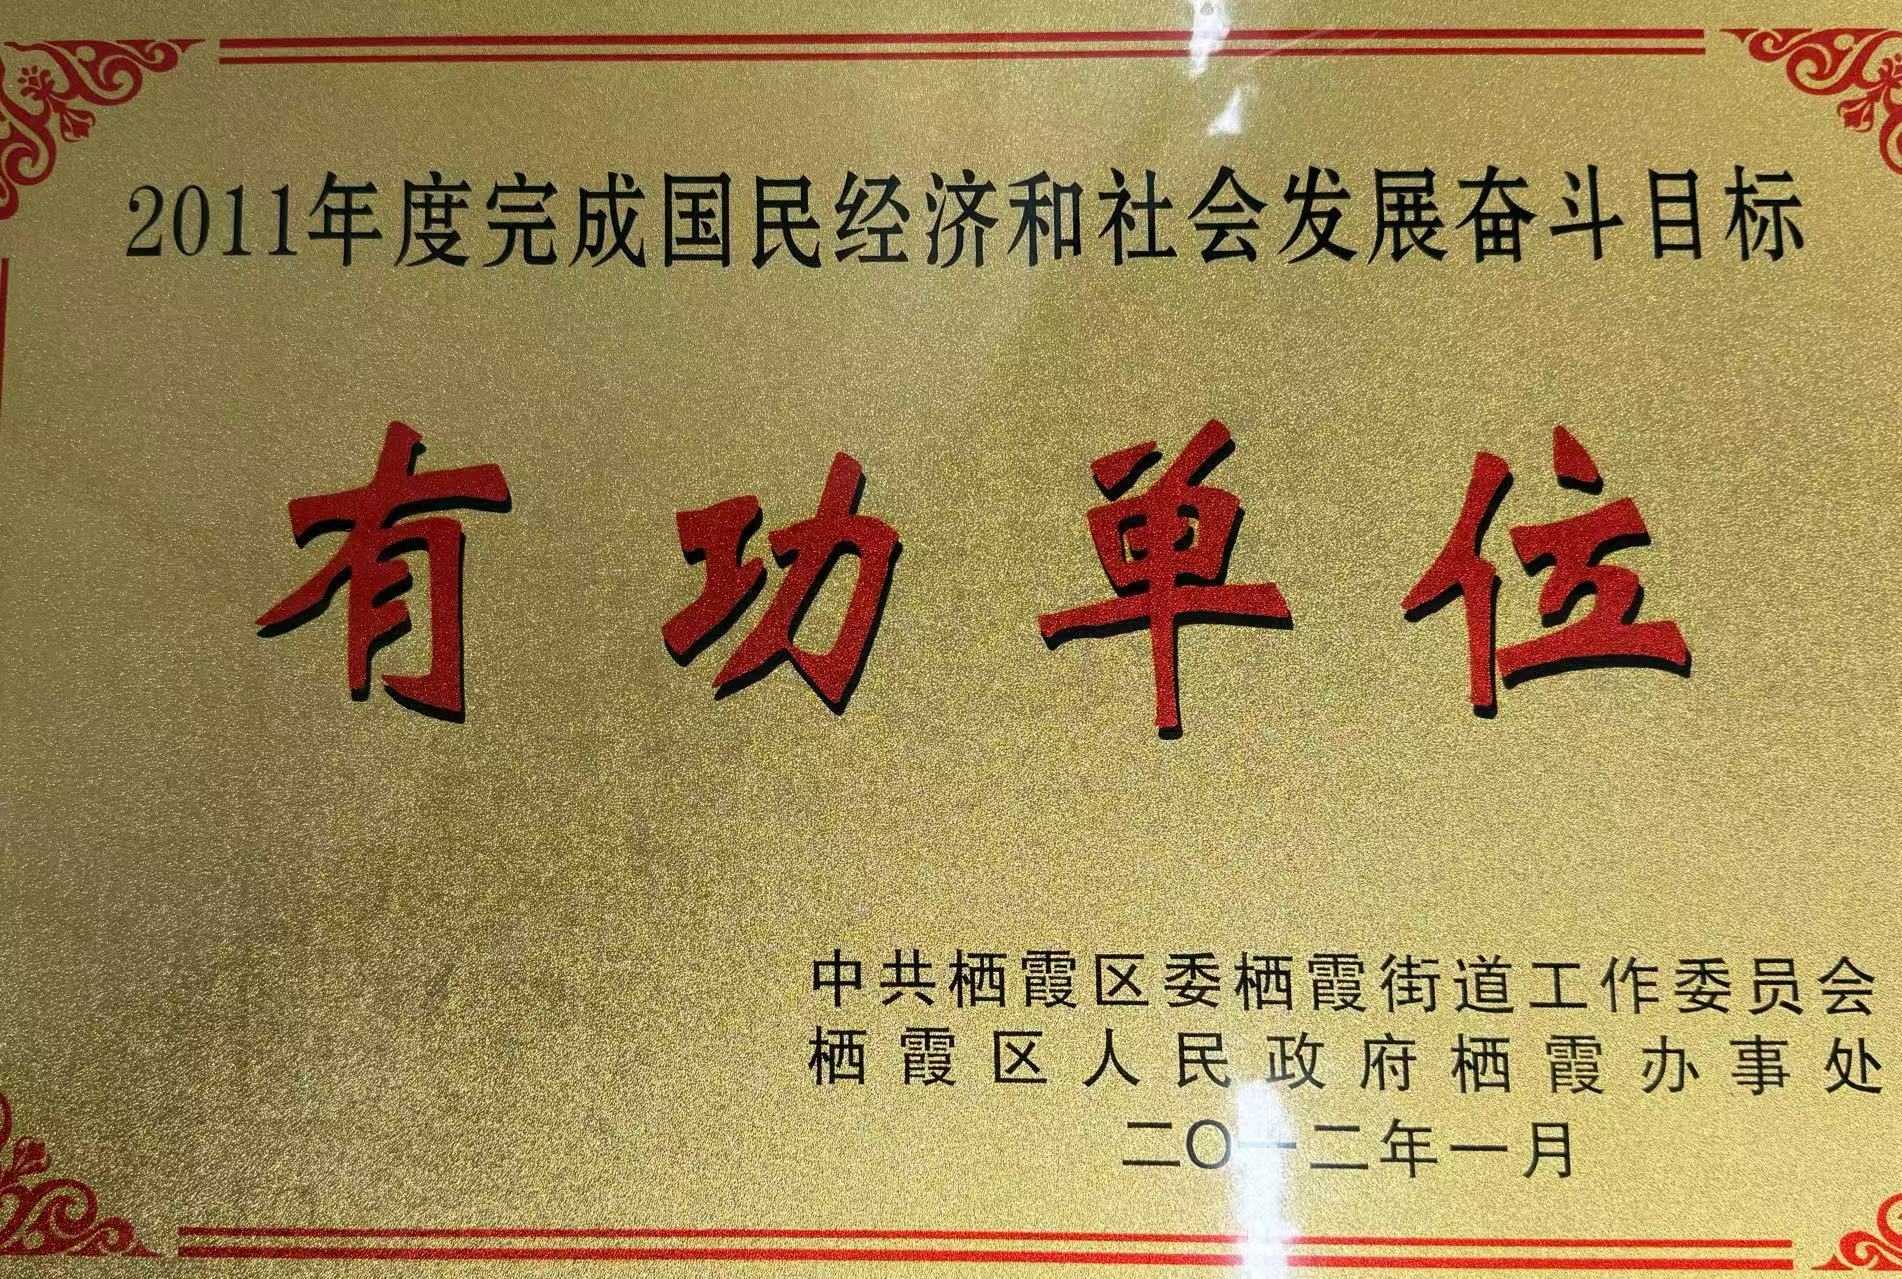 2011年度完成国民经济和社会发展奋斗目标
有功单位
中共栖霞区委栖霞街道工作委员会
栖霞区人民政府栖霞办事处
二〇一二年一月